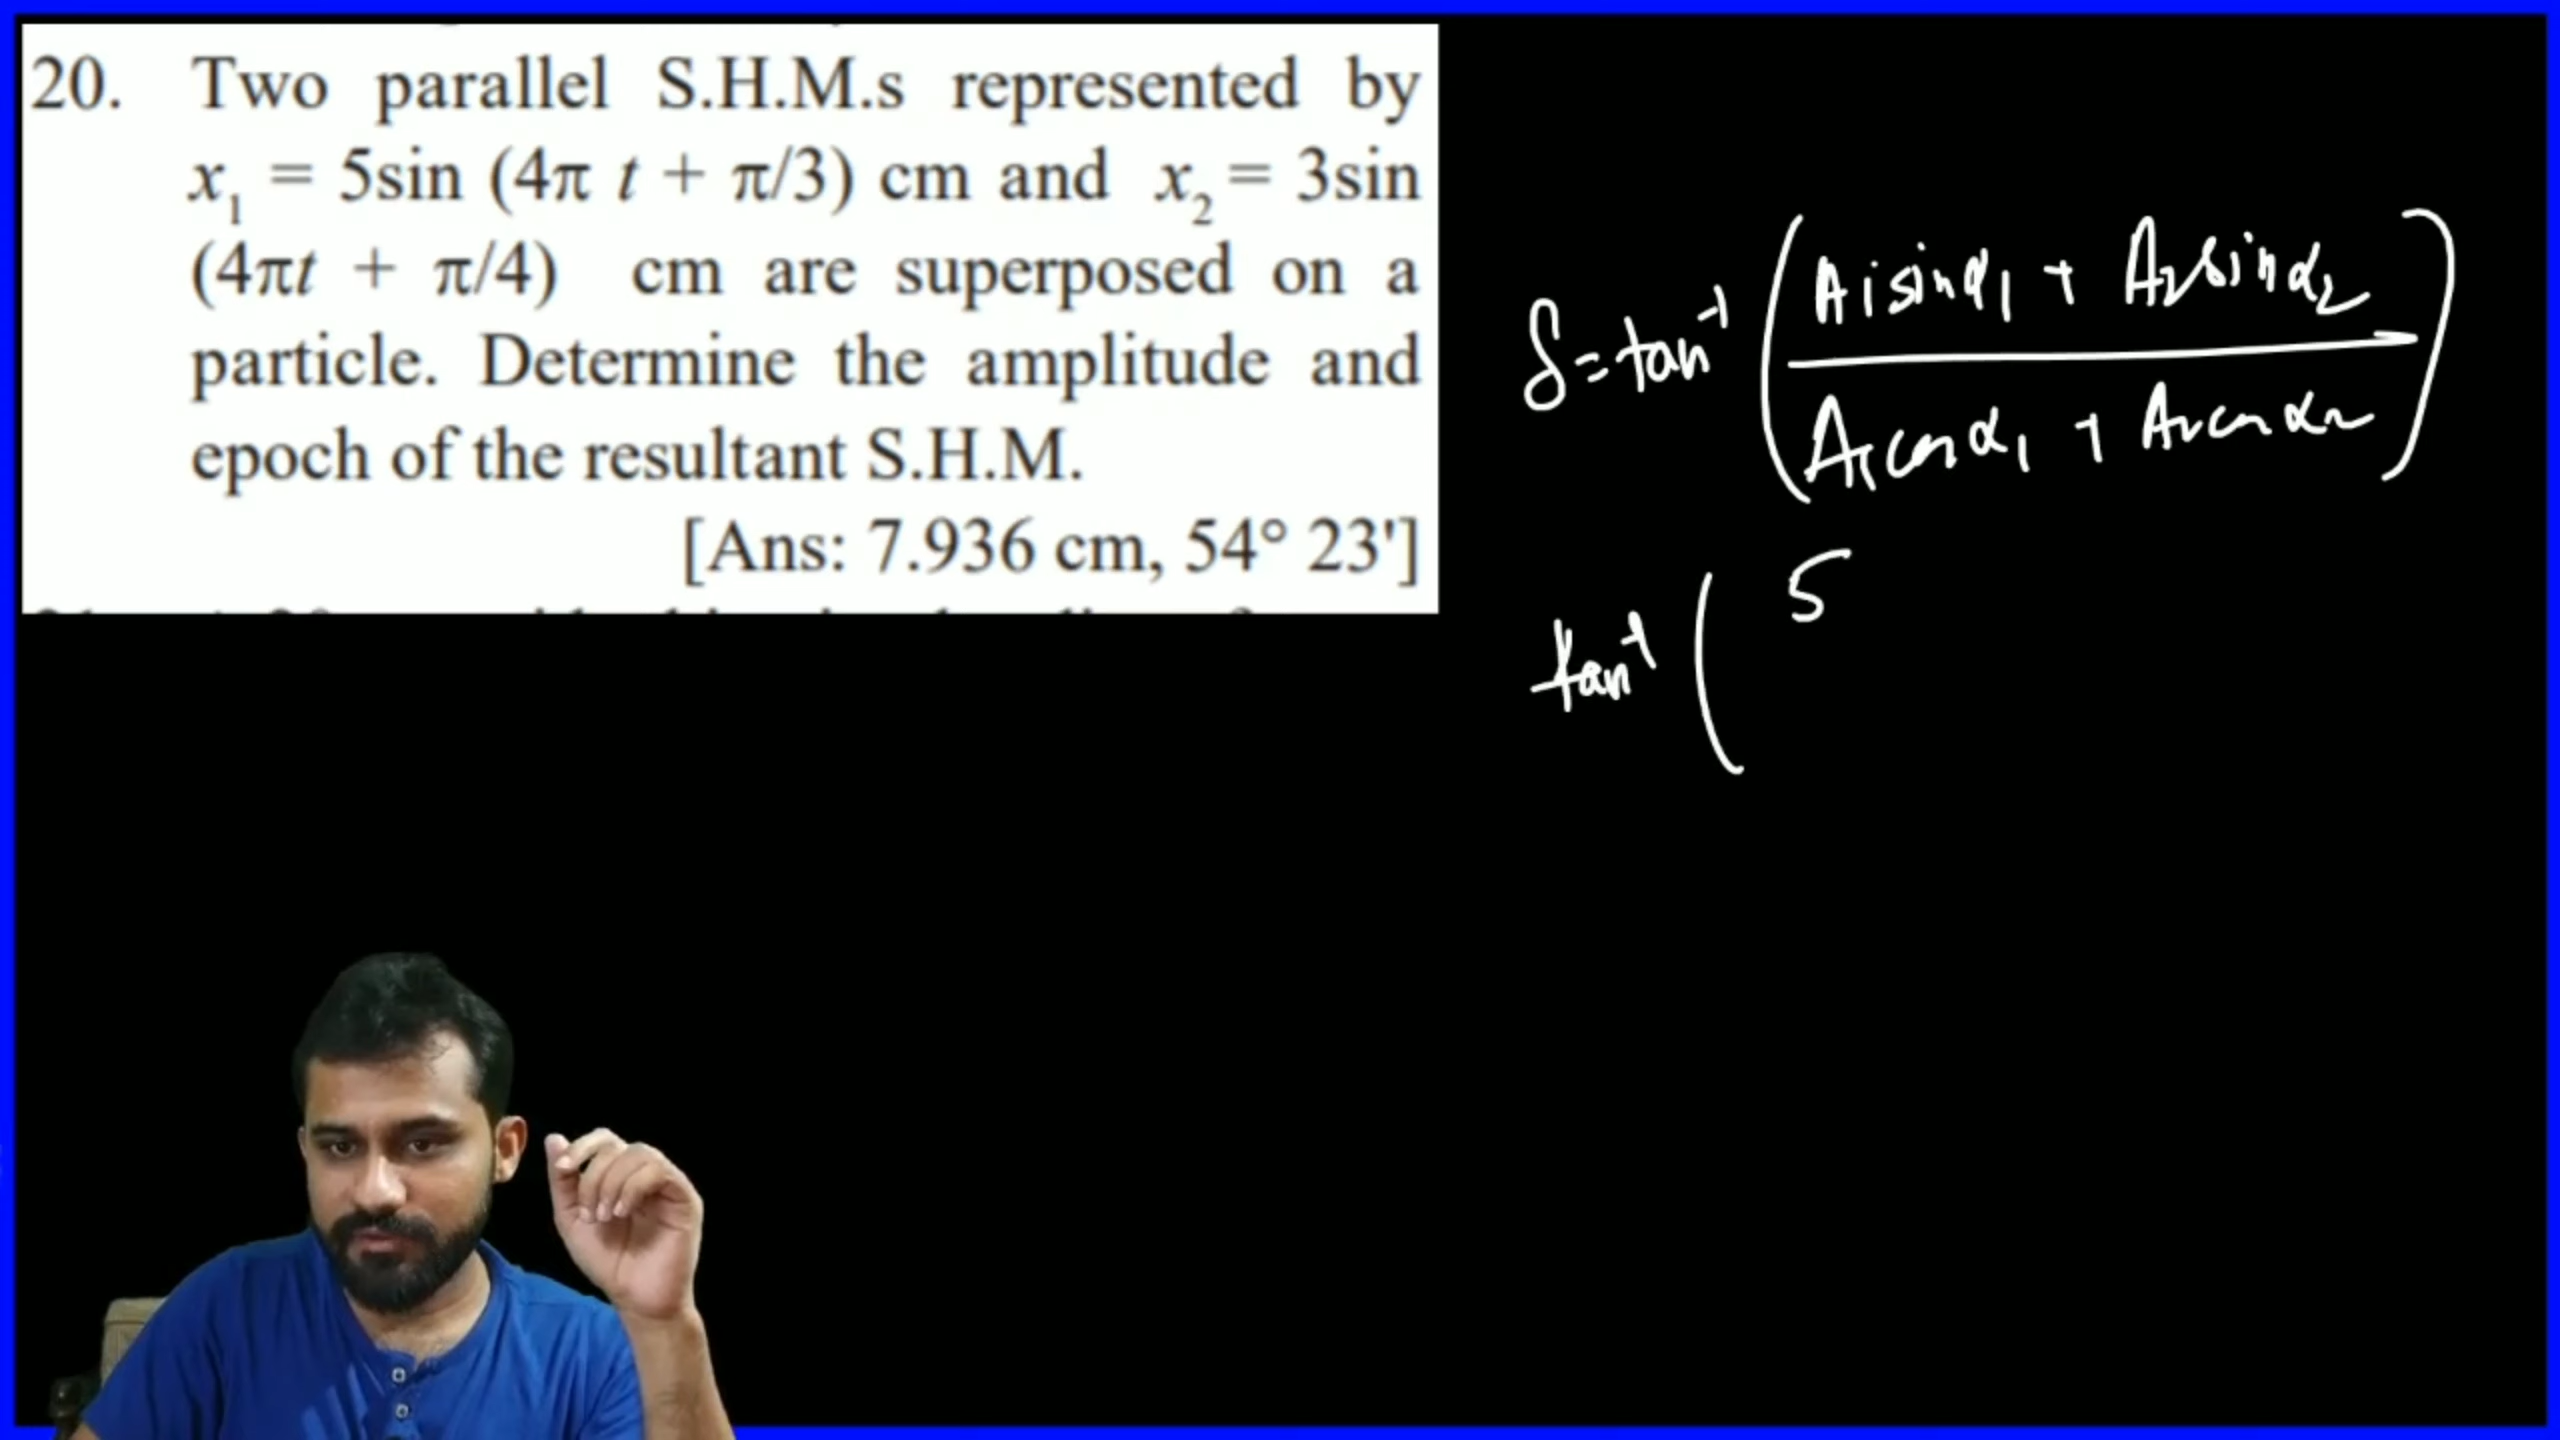 20. Two parallel S.H.M.s represented by
x₁ = 5sin (4π t + π/3) cm and x₂ = 3sin
(4πt + π/4) cm are superposed on a
particle. Determine the amplitude and
epoch of the resultant S.H.M.
[Ans: 7.936 cm, 54° 23']
δ = tan⁻¹ ( A₁sinα₁ + A₂sinα₂
A₁cosα₁ + A₂cosα₂ )
tan⁻¹ ( 5